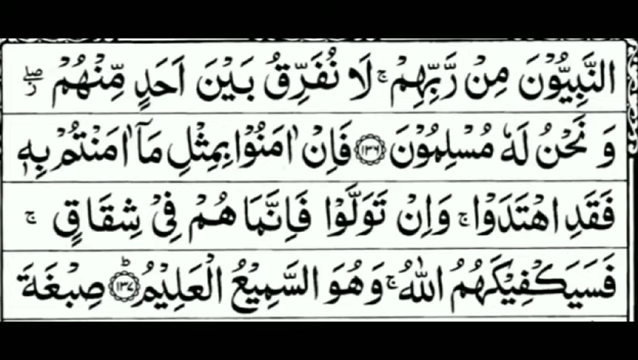 النَّبِيُّوۡنَ مِنۡ رَّبِّهِمۡ ۚ لَا نُفَرِّقُ بَيۡنَ اَحَدٍ مِّنۡهُمۡ ۖ
وَ نَحۡنُ لَهٗ مُسۡلِمُوۡنَ ﴿۱۳۶﴾ فَاِنۡ اٰمَنُوۡا بِمِثۡلِ مَاۤ اٰمَنۡتُمۡ بِهٖ
فَقَدِ اهۡتَدَوۡا ۚ وَاِنۡ تَوَلَّوۡا فَاِنَّمَا هُمۡ فِىۡ شِقَاقٍ ۚ
فَسَيَكۡفِيۡکَهُمُ اللّٰهُ ۚ وَهُوَ السَّمِيۡعُ الۡعَلِيۡمُ ؕ ﴿۱۳۷﴾ صِبۡغَةَ